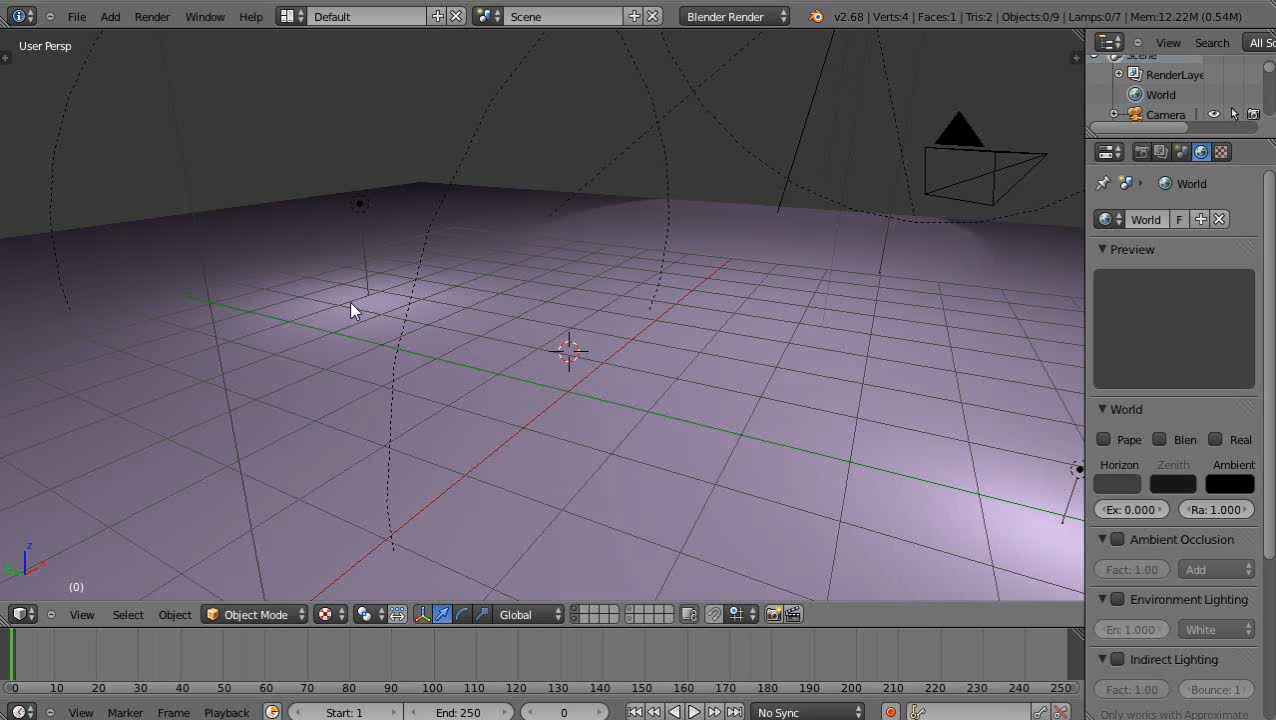 File Add Render Window Help Default Scene Blender Render v2.68 | Verts:4 | Faces:1 | Tris:2 | Objects:0/9 | Lamps:0/7 | Mem:12.22M (0.54M)
User Persp
View Search All Sc
Scene
RenderLaye
World
Camera
World
World F
Preview
World
Pape Blen Real
Horizon Zenith Ambient
Ex: 0.000 Ra: 1.000
Ambient Occlusion
Fact: 1.00 Add
z
x
(0)
Environment Lighting
View Select Object Object Mode Global
En: 1.000 White
Indirect Lighting
0 10 20 30 40 50 60 70 80 90 100 110 120 130 140 150 160 170 180 190 200 210 220 230 240 250
Fact: 1.00 Bounce: 1
View Marker Frame Playback Start: 1 End: 250 0 No Sync
Only works with Approximate